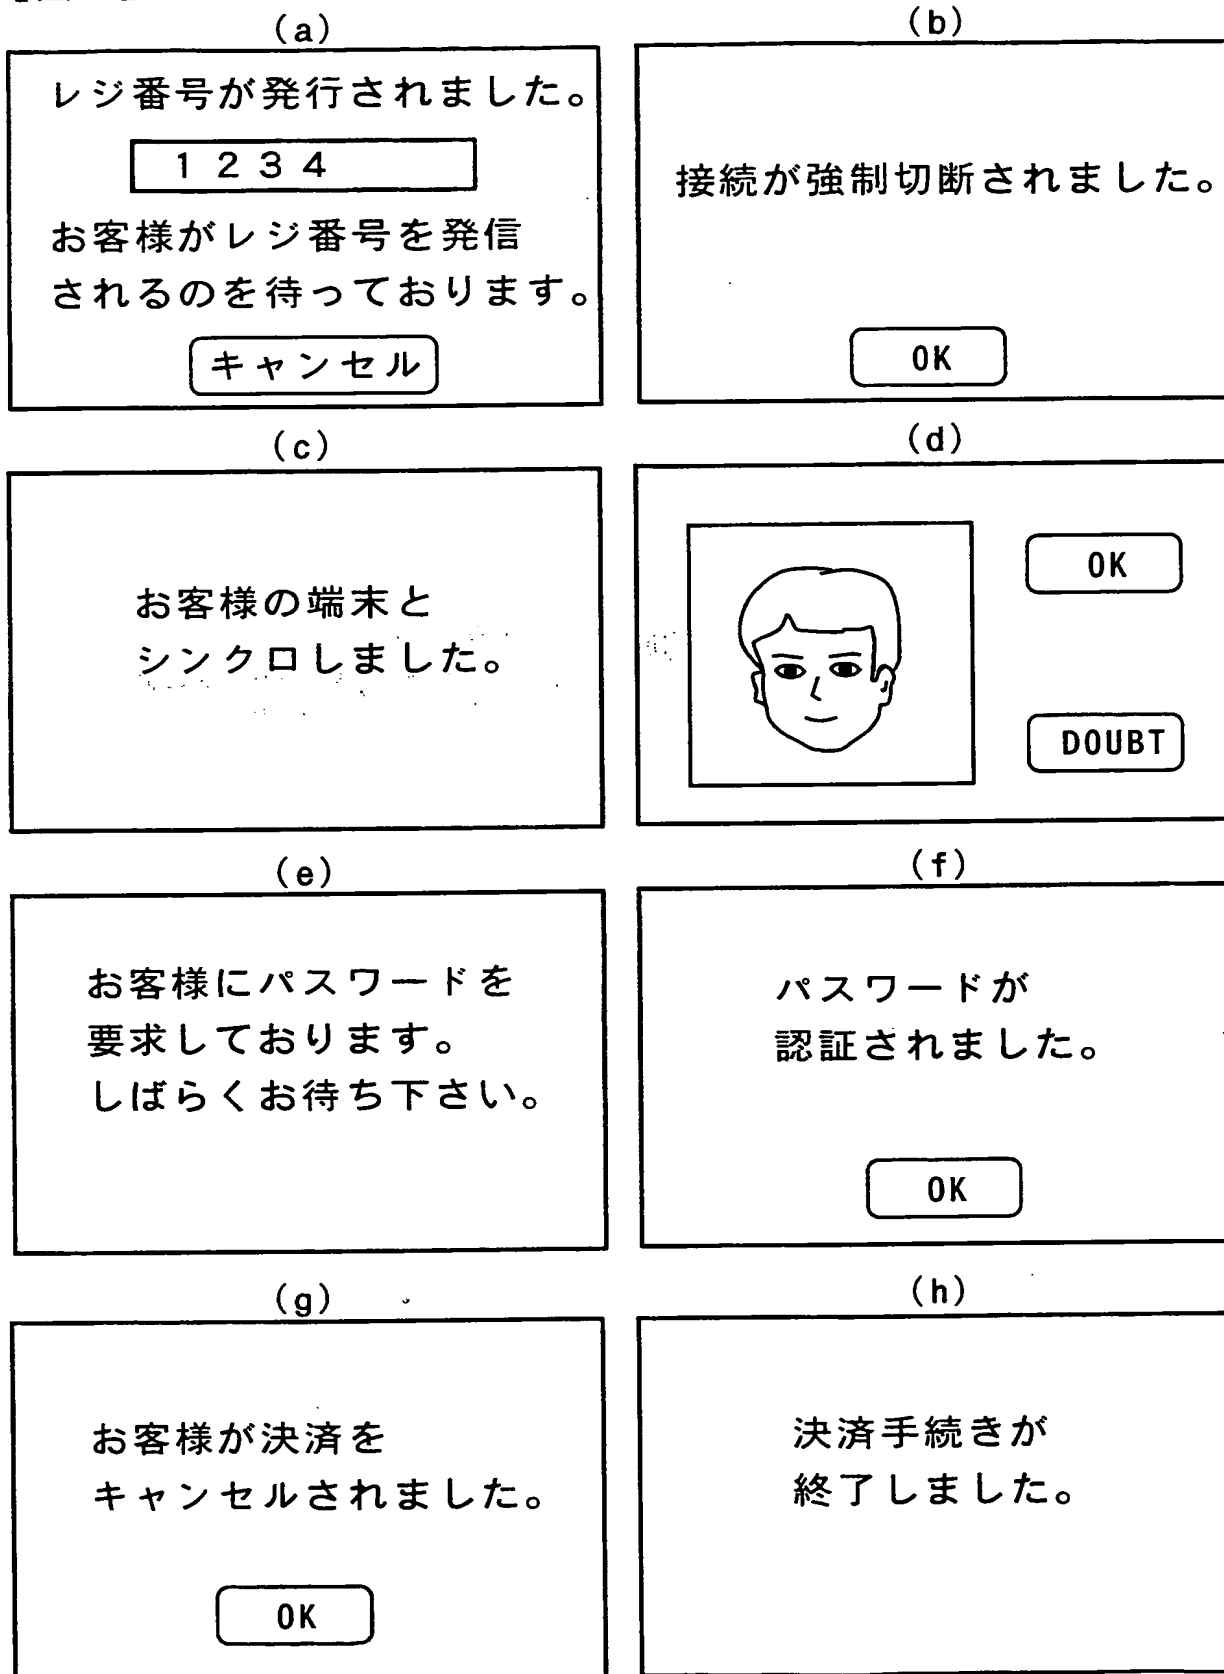 (a)
レジ番号が発行されました。
1234
お客様がレジ番号を発信
されるのを待っております。
キャンセル
(b)
接続が強制切断されました。
OK
(c)
お客様の端末と
シンクロしました。
(d)
OK
DOUBT
(e)
お客様にパスワードを
要求しております。
しばらくお待ち下さい。
(f)
パスワードが
認証されました。
OK
(g)
お客様が決済を
キャンセルされました。
OK
(h)
決済手続きが
終了しました。